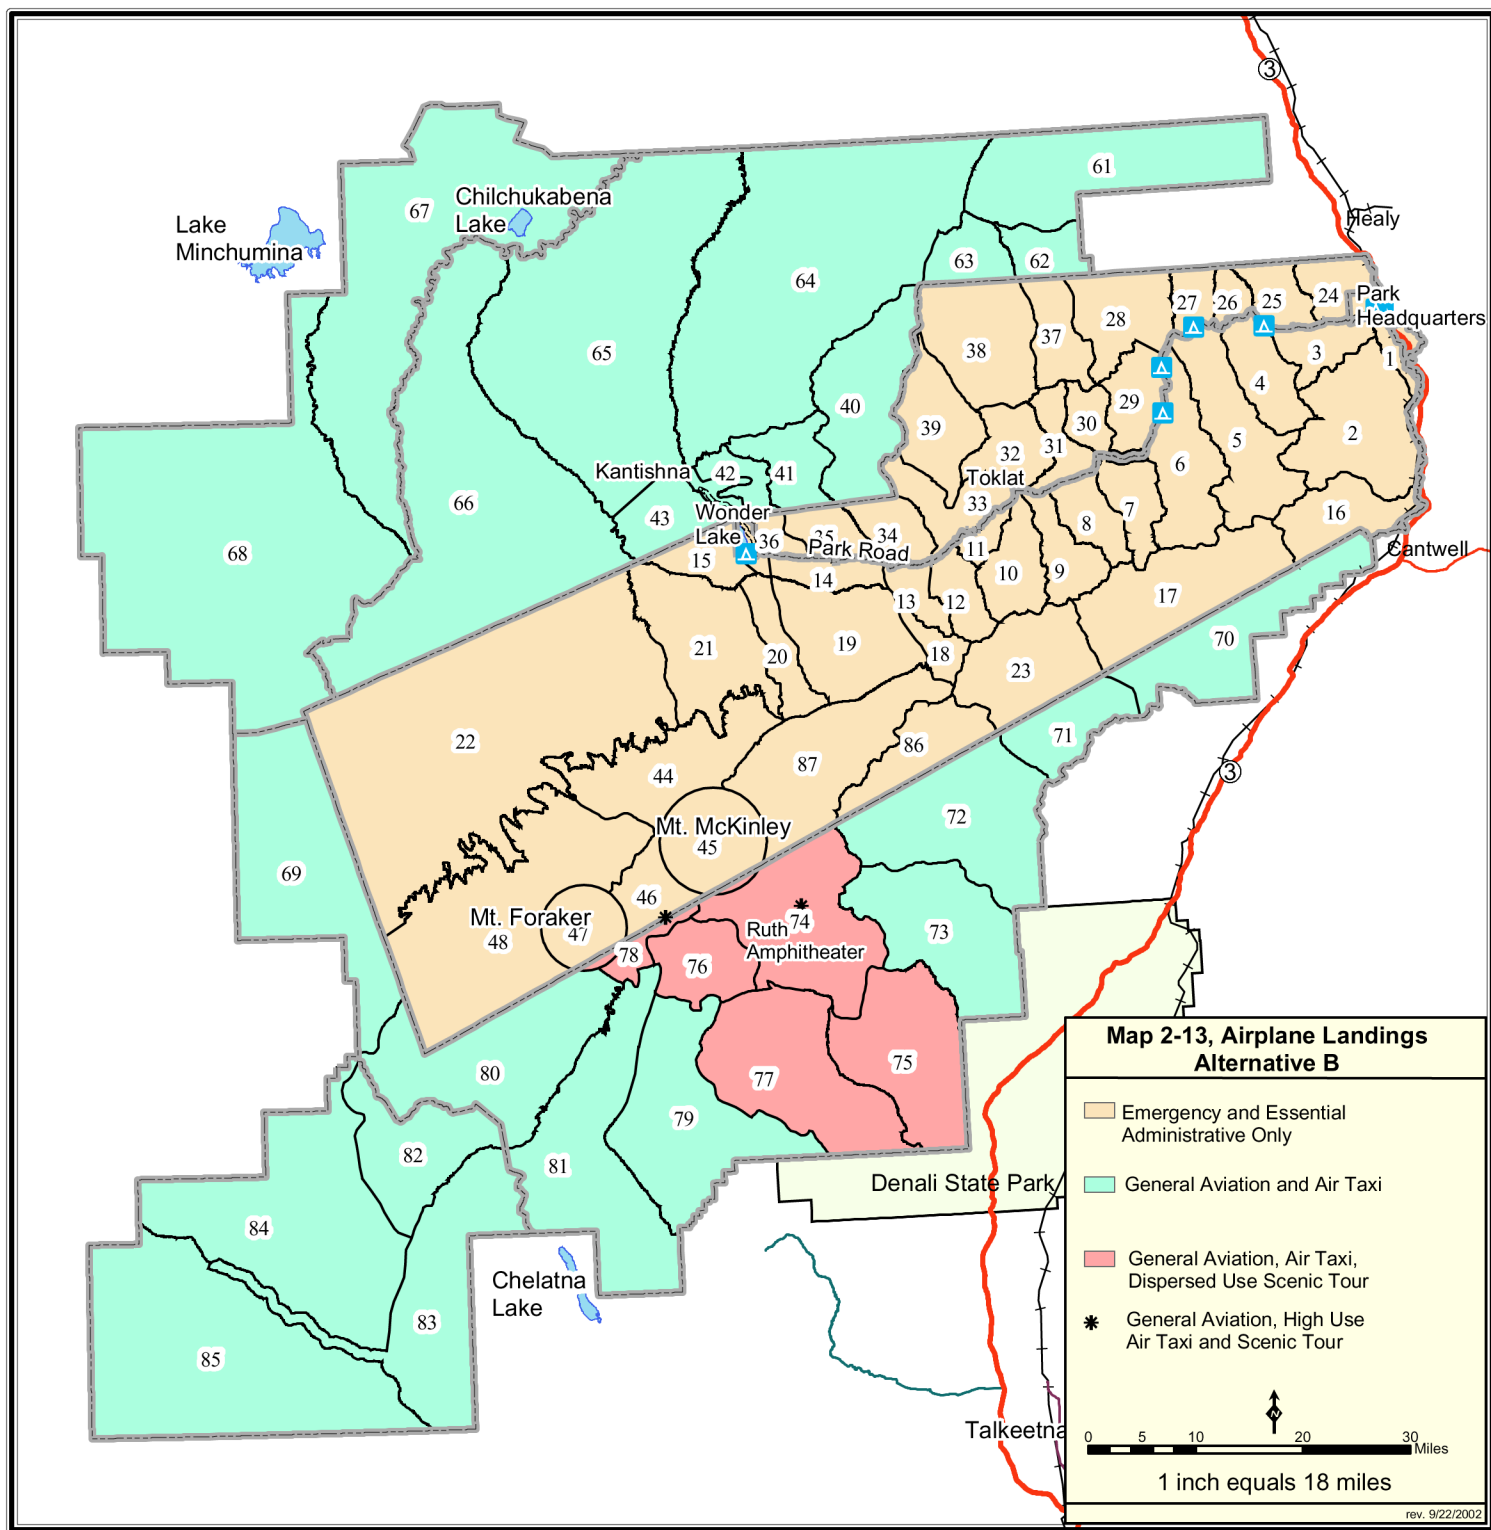 3
61
67
Chilchukabena
Lake
Lake
Minchumina
Healy
63
62
64
27
26
25
24
Park
Headquarters
28
37
38
65
3
1
4
40
29
39
30
2
5
31
32
6
Kantishna
42
41
Toklat
66
33
7
16
43
Wonder
Lake
36
35
34
8
Park Road
11
Cantwell
68
15
14
10
9
13
12
17
21
20
19
18
23
70
22
71
86
44
87
3
72
Mt. McKinley
45
69
46
Mt. Foraker
47
48
74
Ruth
Amphitheater
73
78
76
80
77
75
79
82
81
Denali State Park
84
Chelatna
Lake
83
85
Talkeetna
Map 2-13, Airplane Landings
Alternative B
Emergency and Essential
Administrative Only
General Aviation and Air Taxi
General Aviation, Air Taxi,
Dispersed Use Scenic Tour
General Aviation, High Use
Air Taxi and Scenic Tour
N
0 5 10 20 30
Miles
1 inch equals 18 miles
rev. 9/22/2002